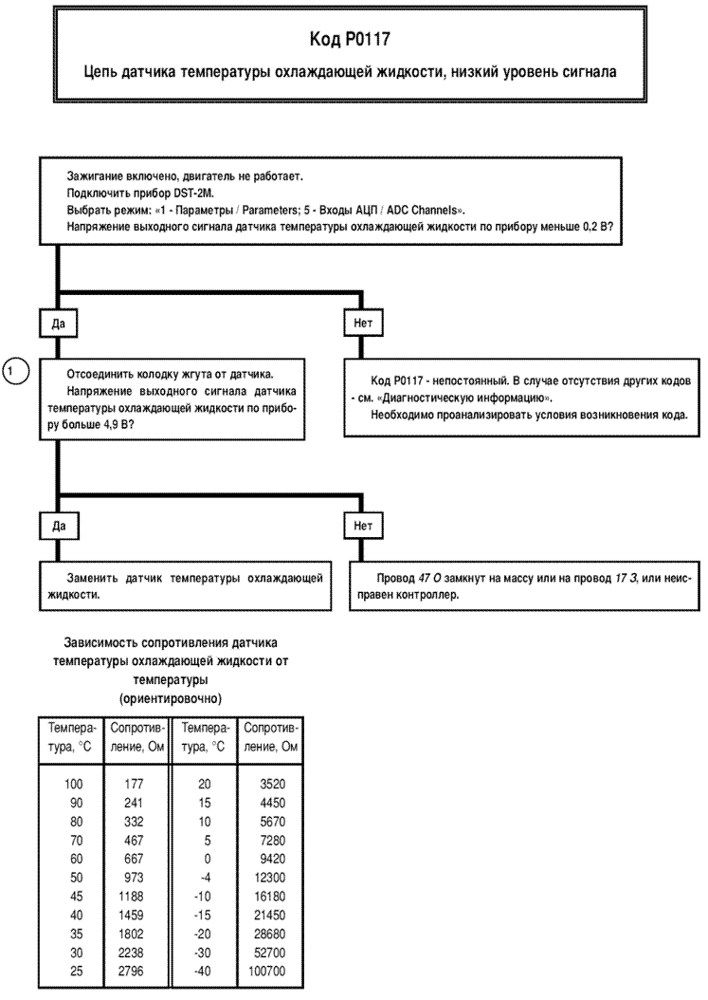 Код P0117
Цепь датчика температуры охлаждающей жидкости, низкий уровень сигнала
Зажигание включено, двигатель не работает.
Подключить прибор DST-2M.
Выбрать режим: «1 - Параметры / Parameters; 5 - Входы АЦП / ADC Channels».
Напряжение выходного сигнала датчика температуры охлаждающей жидкости по прибору меньше 0,2 В?
Да
Нет
1
Отсоединить колодку жгута от датчика.
Напряжение выходного сигнала датчика
температуры охлаждающей жидкости по прибо-
ру больше 4,9 В?
Код P0117 - непостоянный. В случае отсутствия других кодов
- см. «Диагностическую информацию».
Необходимо проанализировать условия возникновения кода.
Да
Нет
Заменить датчик температуры охлаждающей
жидкости.
Провод 47 О замкнут на массу или на провод 17 З, или неис-
правен контроллер.
Зависимость сопротивления датчика
температуры охлаждающей жидкости от
температуры
(ориентировочно)
Темпера- Сопротив- Темпера- Сопротив-
тура, °С ление, Ом тура, °С ление, Ом
100 177 20 3520
90 241 15 4450
80 332 10 5670
70 467 5 7280
60 667 0 9420
50 973 -4 12300
45 1188 -10 16180
40 1459 -15 21450
35 1802 -20 28680
30 2238 -30 52700
25 2796 -40 100700